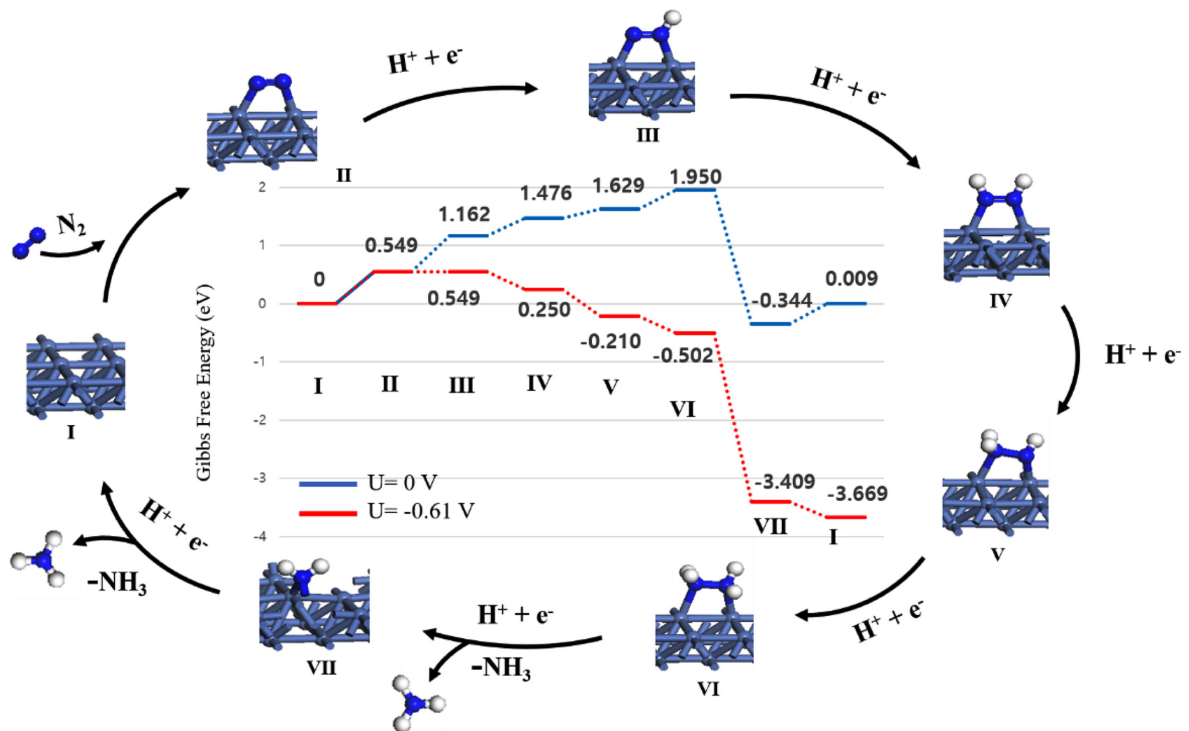 H⁺ + e⁻
III
H⁺ + e⁻
II
N₂
IV
H⁺ + e⁻
I
Gibbs Free Energy (eV)
2
1
0
-1
-2
-3
-4
0
0.549
1.162
1.476
1.629
1.950
-0.344
0.009
0.549
0.250
-0.210
-0.502
-3.409
-3.669
I
II
III
IV
V
VI
VII
I
U= 0 V
U= -0.61 V
V
H⁺ + e⁻
VI
H⁺ + e⁻
-NH₃
VII
H⁺ + e⁻
-NH₃